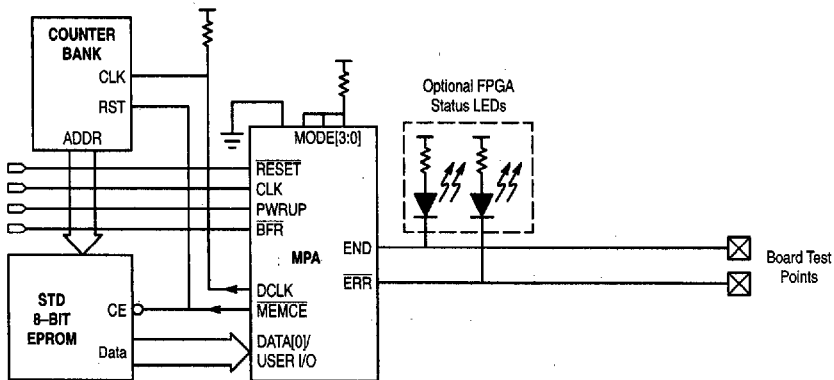 COUNTER
BANK
CLK
RST
ADDR
Optional FPGA
Status LEDs
MODE[3:0]
RESET
CLK
PWRUP
BFR
MPA
END
ERR
DCLK
MEMCE
DATA[0]/
USER I/O
STD
8–BIT
EPROM
CE
Data
Board Test
Points